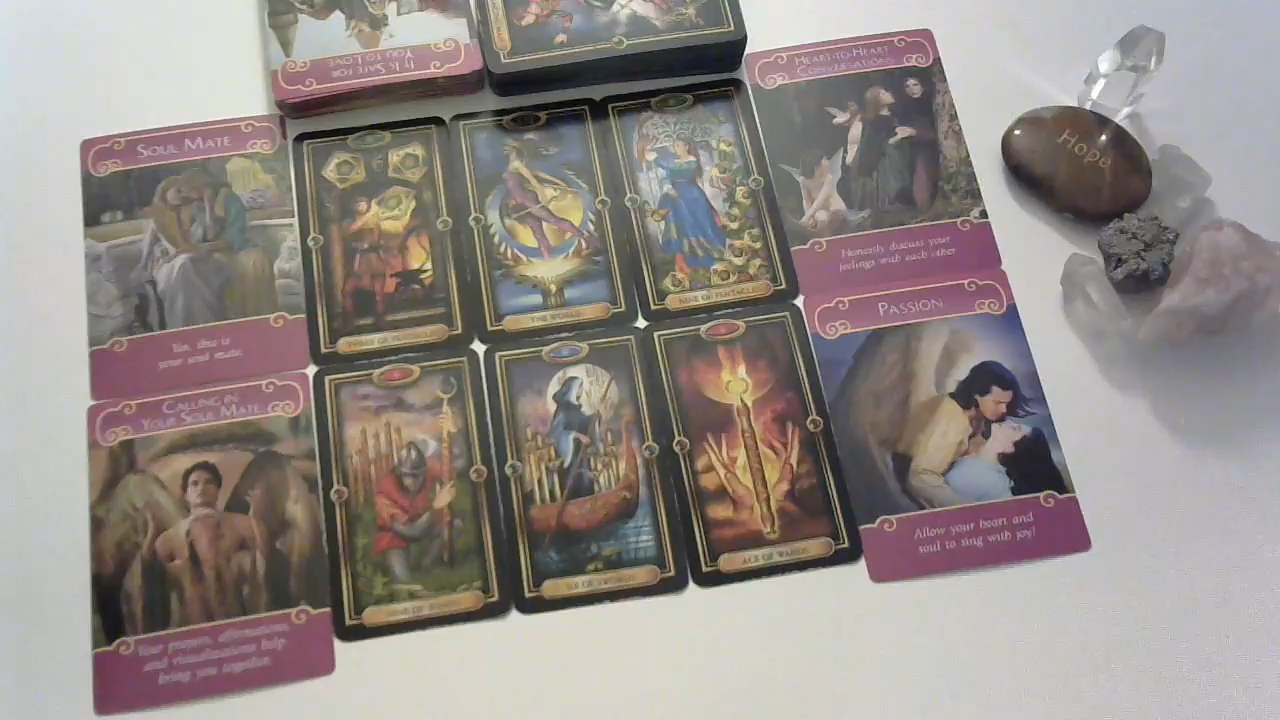 IT IS SAFE FOR
YOU TO LOVE
SOUL MATE
Yes, this is
your soul mate.
THREE OF PENTACLES
THE WORLD
NINE OF PENTACLES
HEART-TO-HEART
CONVERSATIONS
Honestly discuss your
feelings with each other
Hope
CALLING IN
YOUR SOUL MATE
Your prayers, affirmations,
and visualizations help
bring you together.
NINE OF WANDS
SIX OF SWORDS
ACE OF WANDS
PASSION
Allow your heart and
soul to sing with joy!